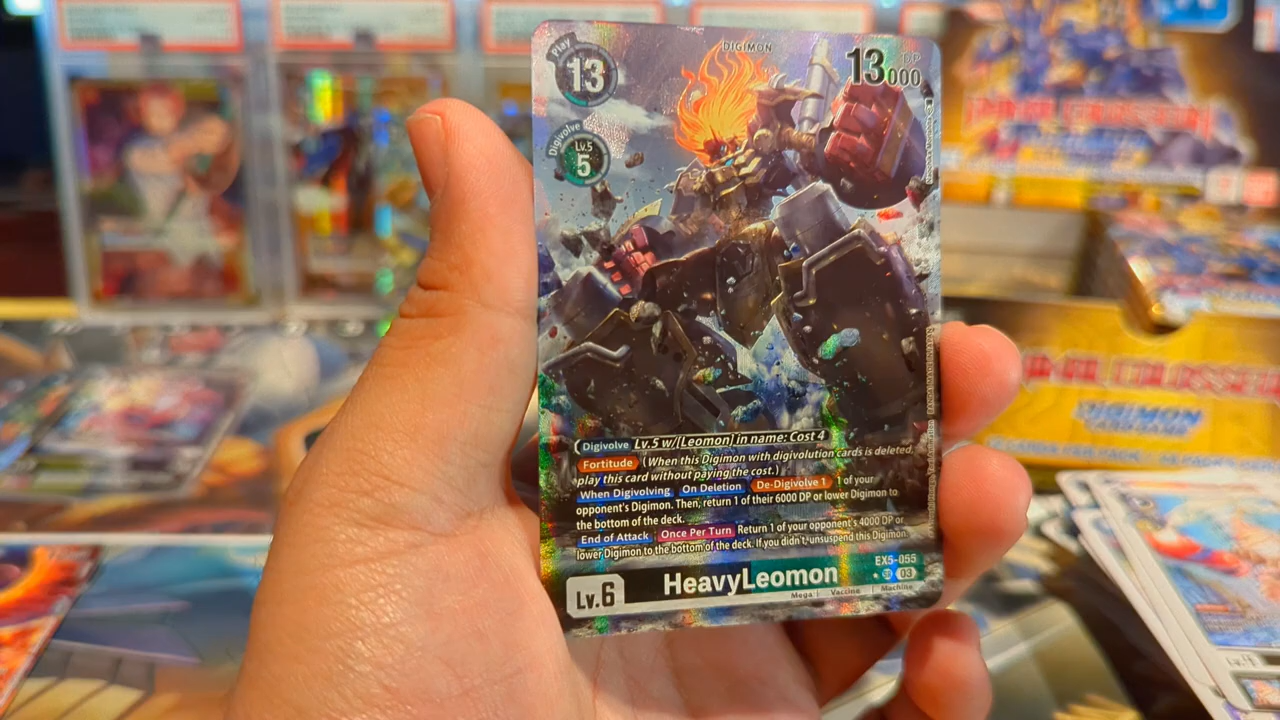 Play
13
DIGIMON
13000
DP
Digivolve
Lv.5
5
Digivolve Lv.5 w/[Leomon] in name: Cost 4
Fortitude (When this Digimon with digivolution cards is deleted,
play this card without paying the cost.)
When Digivolving On Deletion De-Digivolve 1 1 of your
opponent's Digimon. Then, return 1 of their 6000 DP or lower Digimon to
the bottom of the deck.
End of Attack Once Per Turn Return 1 of your opponent's 4000 DP or
lower Digimon to the bottom of the deck. If you didn't, unsuspend this Digimon.
EX5-055
Lv.6 HeavyLeomon
03
Mega Vaccine Machine
DIGIMON